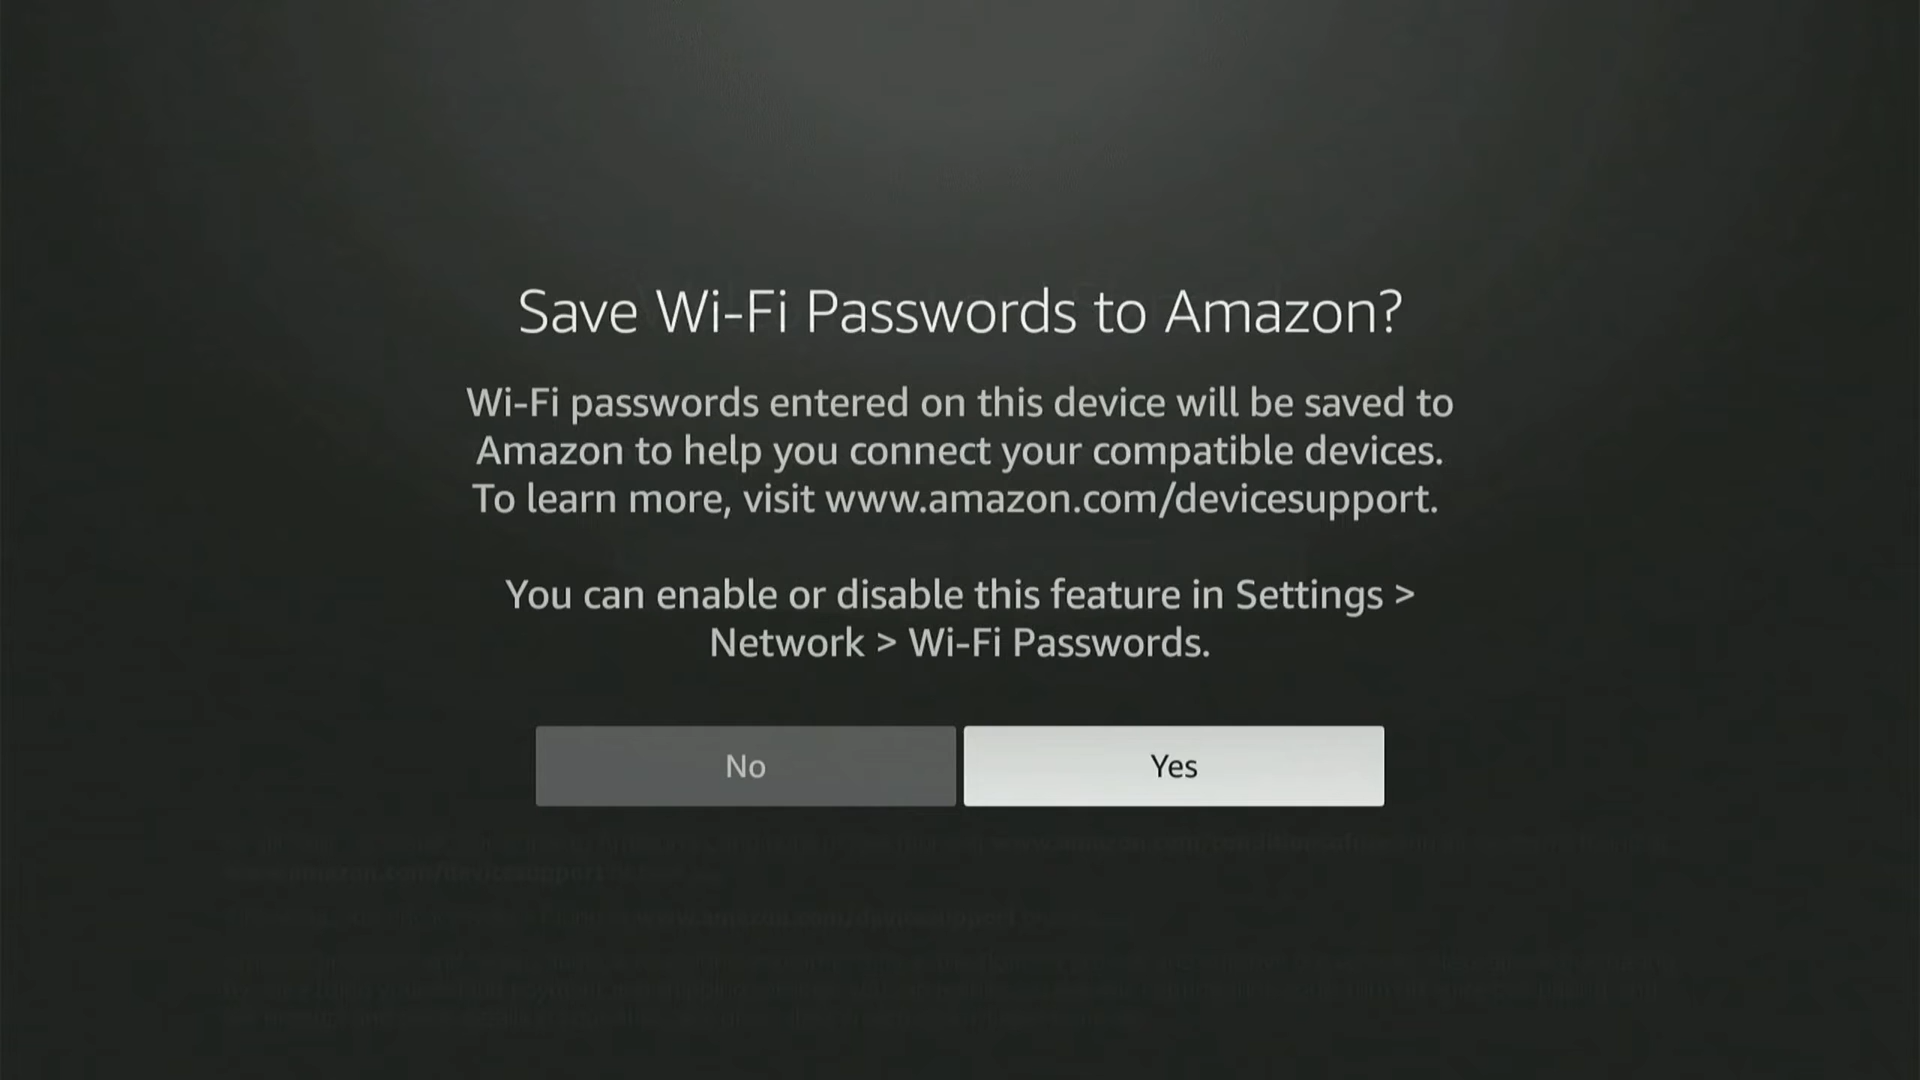 Save Wi-Fi Passwords to Amazon?
Wi-Fi passwords entered on this device will be saved to
Amazon to help you connect your compatible devices.
To learn more, visit www.amazon.com/devicesupport.
You can enable or disable this feature in Settings >
Network > Wi-Fi Passwords.
No
Yes